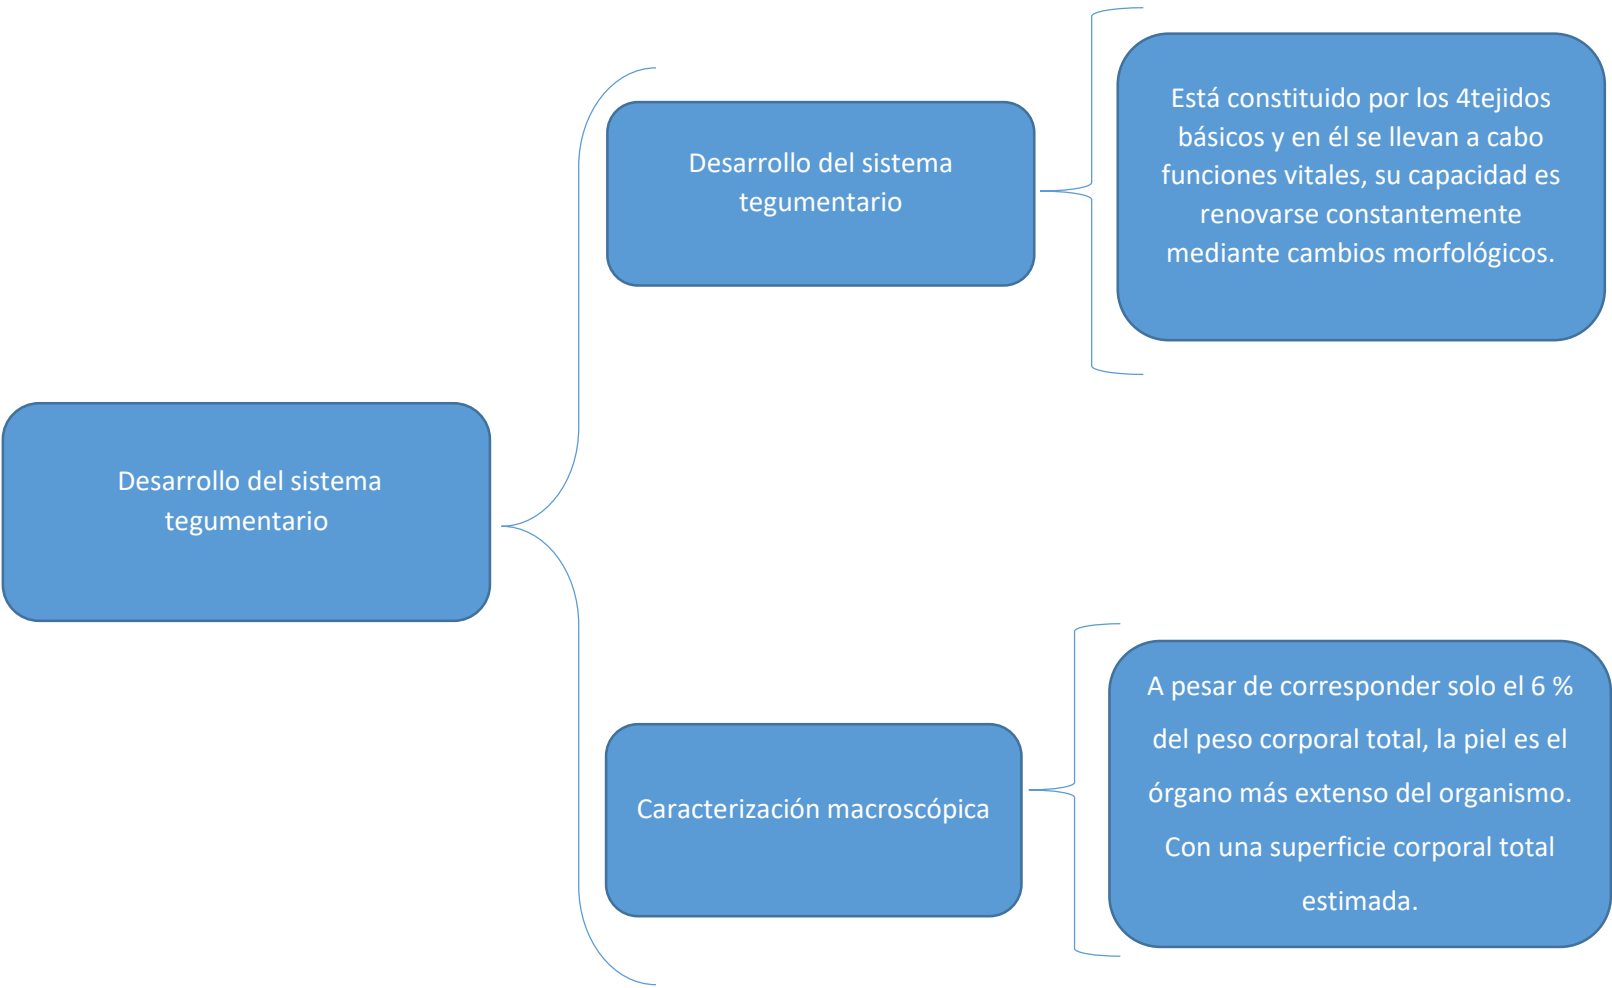 Desarrollo del sistema
tegumentario
Desarrollo del sistema
tegumentario
Está constituido por los 4tejidos
básicos y en él se llevan a cabo
funciones vitales, su capacidad es
renovarse constantemente
mediante cambios morfológicos.
Caracterización macroscópica
A pesar de corresponder solo el 6 %
del peso corporal total, la piel es el
órgano más extenso del organismo.
Con una superficie corporal total
estimada.